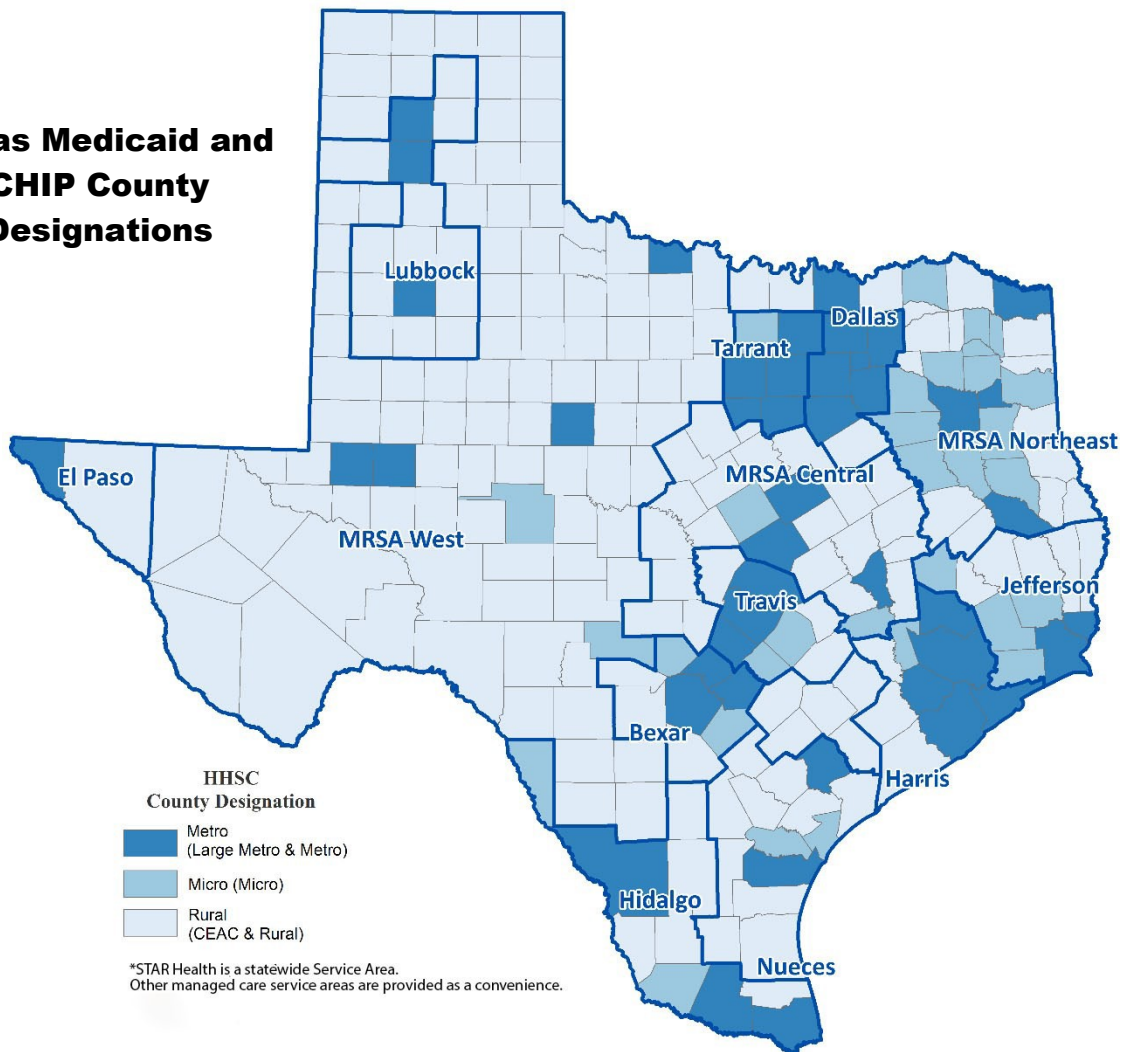 as Medicaid and
CHIP County
Designations
Lubbock
Dallas
Tarrant
MRSA Northeast
El Paso
MRSA Central
MRSA West
Jefferson
Travis
Bexar
Harris
HHSC
County Designation
Metro
(Large Metro & Metro)
Micro (Micro)
Rural
(CEAC & Rural)
Hidalgo
Nueces
*STAR Health is a statewide Service Area.
Other managed care service areas are provided as a convenience.